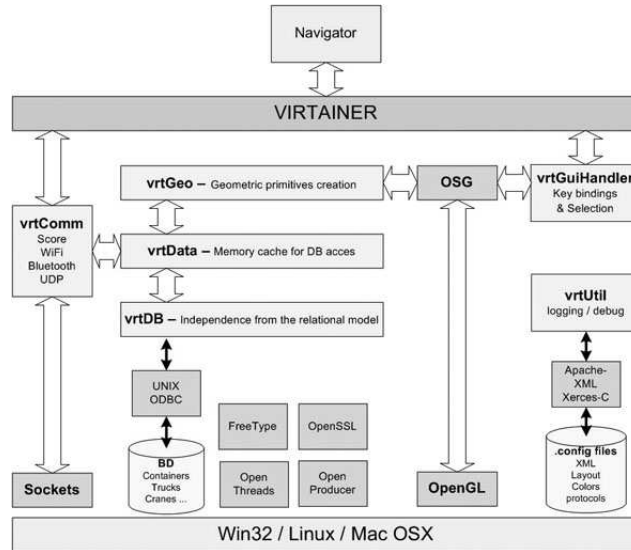 Navigator
VIRTAINER
vrtGeo – Geometric primitives creation
OSG
vrtGuiHandler
Key bindings
& Selection
vrtComm
Score
WiFi
Bluetooth
UDP
vrtData – Memory cache for DB acces
vrtDB – Independence from the relational model
vrtUtil
logging / debug
UNIX
ODBC
Apache-
XML
Xerces-C
FreeType
OpenSSL
BD
Containers
Trucks
Cranes ...
Open
Threads
Open
Producer
.config files
XML
Layout
Colors
protocols
Sockets
OpenGL
Win32 / Linux / Mac OSX